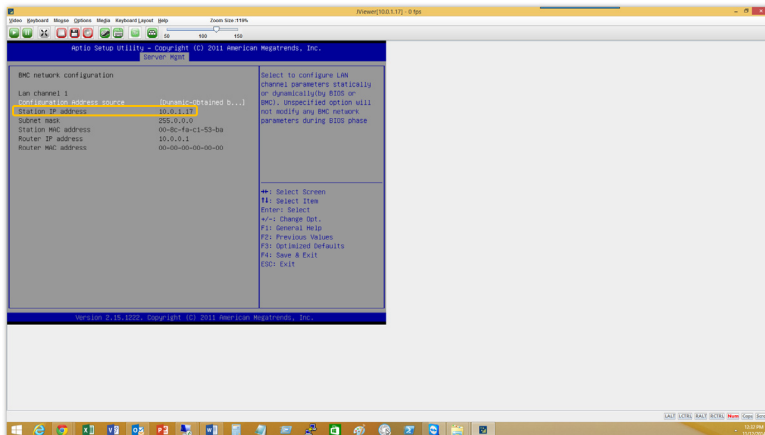 JViewer[10.0.1.17] - 0 fps
Video Keyboard Mouse Options Media Keyboard Layout Help Zoom Size :119%
50 100 150
Aptio Setup Utility – Copyright (C) 2011 American Megatrends, Inc.
Server Mgmt
BMC network configuration
Lan channel 1
Configuration Address source [Dynamic-Obtained b...]
Station IP address 10.0.1.17
Subnet mask 255.0.0.0
Station MAC address 00-8c-fa-c1-53-ba
Router IP address 10.0.0.1
Router MAC address 00-00-00-00-00-00
Select to configure LAN
channel parameters statically
or dynamically(by BIOS or
BMC). Unspecified option will
not modify any BMC network
parameters during BIOS phase
: Select Screen
: Select Item
Enter: Select
+/-: Change Opt.
F1: General Help
F2: Previous Values
F3: Optimized Defaults
F4: Save & Exit
ESC: Exit
Version 2.15.1222. Copyright (C) 2011 American Megatrends, Inc.
LALT LCTRL RALT RCTRL Num Caps